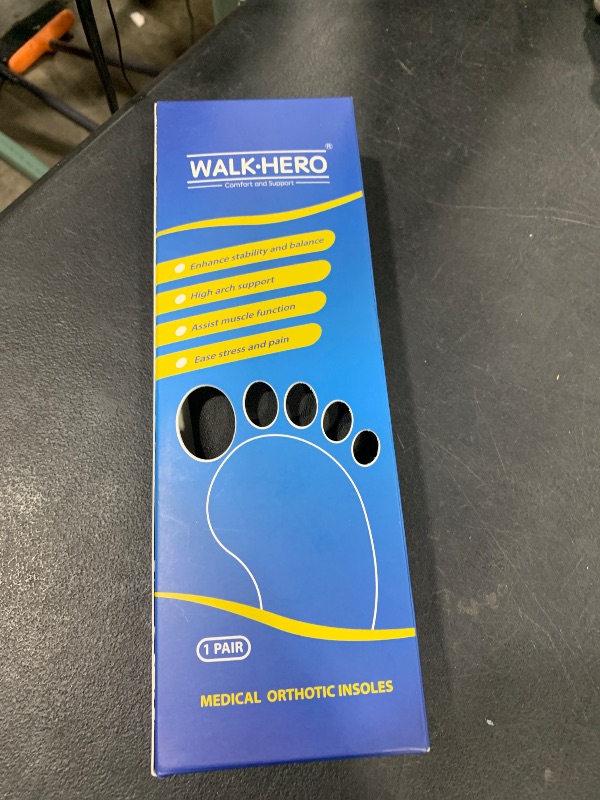 WALK·HERO®
Comfort and Support
Enhance stability and balance
High arch support
Assist muscle function
Ease stress and pain
1 PAIR
MEDICAL ORTHOTIC INSOLES